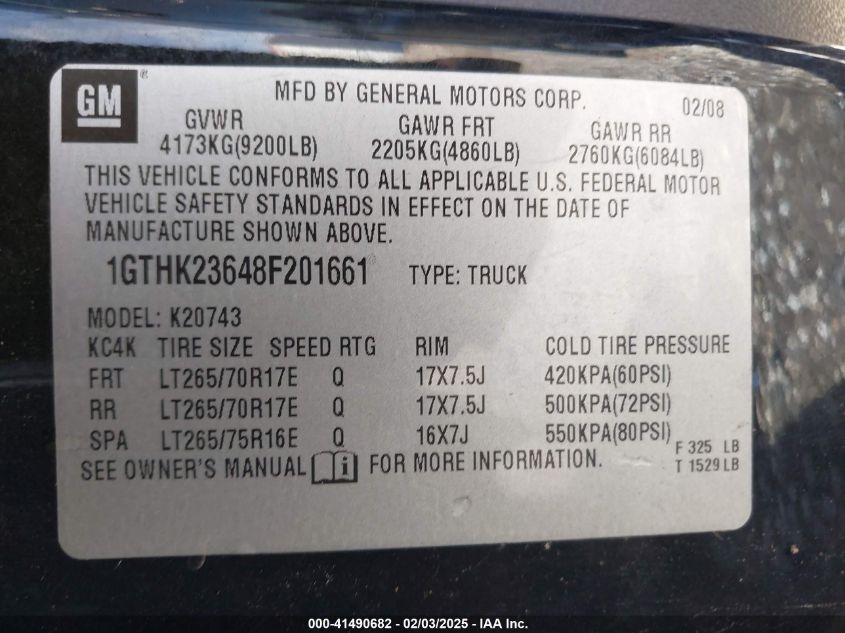 GM ®
MFD BY GENERAL MOTORS CORP. 02/08
GVWR GAWR FRT GAWR RR
4173KG(9200LB) 2205KG(4860LB) 2760KG(6084LB)
THIS VEHICLE CONFORMS TO ALL APPLICABLE U.S. FEDERAL MOTOR
VEHICLE SAFETY STANDARDS IN EFFECT ON THE DATE OF
MANUFACTURE SHOWN ABOVE.
1GTHK23648F201661 TYPE: TRUCK
MODEL: K20743
KC4K TIRE SIZE SPEED RTG RIM COLD TIRE PRESSURE
FRT LT265/70R17E Q 17X7.5J 420KPA(60PSI)
RR LT265/70R17E Q 17X7.5J 500KPA(72PSI)
SPA LT265/75R16E Q 16X7J 550KPA(80PSI)
F 325 LB
SEE OWNER'S MANUAL i FOR MORE INFORMATION. T 1529 LB
000-41490682 - 02/03/2025 - IAA Inc.